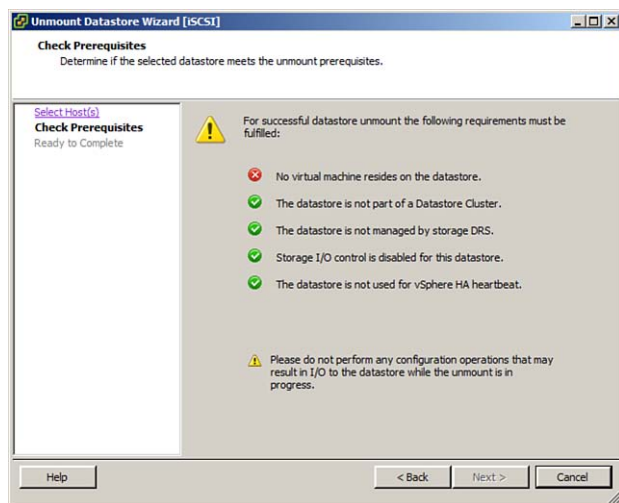 Unmount Datastore Wizard [iSCSI]
Check Prerequisites
Determine if the selected datastore meets the unmount prerequisites.
Select Host(s)
Check Prerequisites
Ready to Complete
For successful datastore unmount the following requirements must be
fulfilled:
No virtual machine resides on the datastore.
The datastore is not part of a Datastore Cluster.
The datastore is not managed by storage DRS.
Storage I/O control is disabled for this datastore.
The datastore is not used for vSphere HA heartbeat.
Please do not perform any configuration operations that may
result in I/O to the datastore while the unmount is in
progress.
Help
< Back
Next >
Cancel